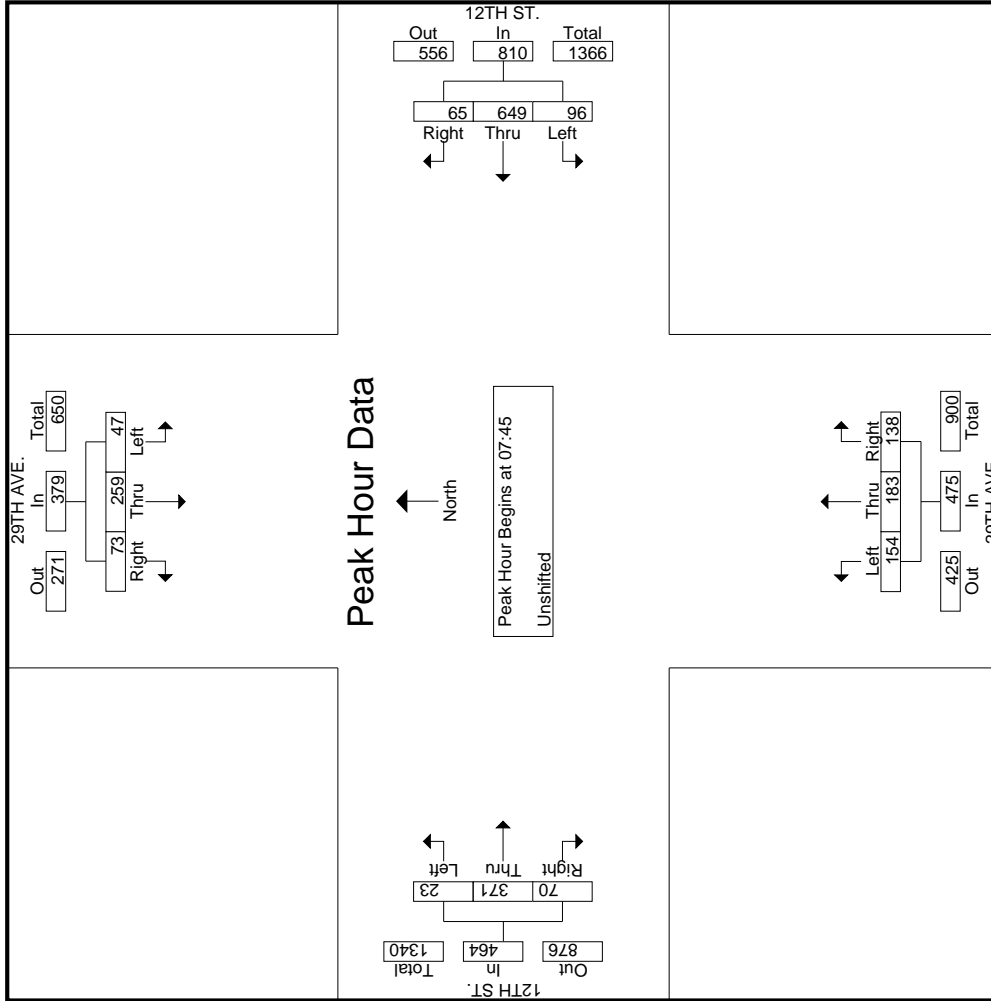 12TH ST.
Out In Total
556 810 1366
65 649 96
Right Thru Left
29TH AVE.
Out In Total
271 379 650
73 259 47
Right Thru Left
Peak Hour Data
North
Peak Hour Begins at 07:45
Unshifted
Left Thru Right
154 183 138
425 475 900
Out In Total
29TH AVE.
Left Thru Right
23 371 70
1340 464 876
Total In Out
12TH ST.